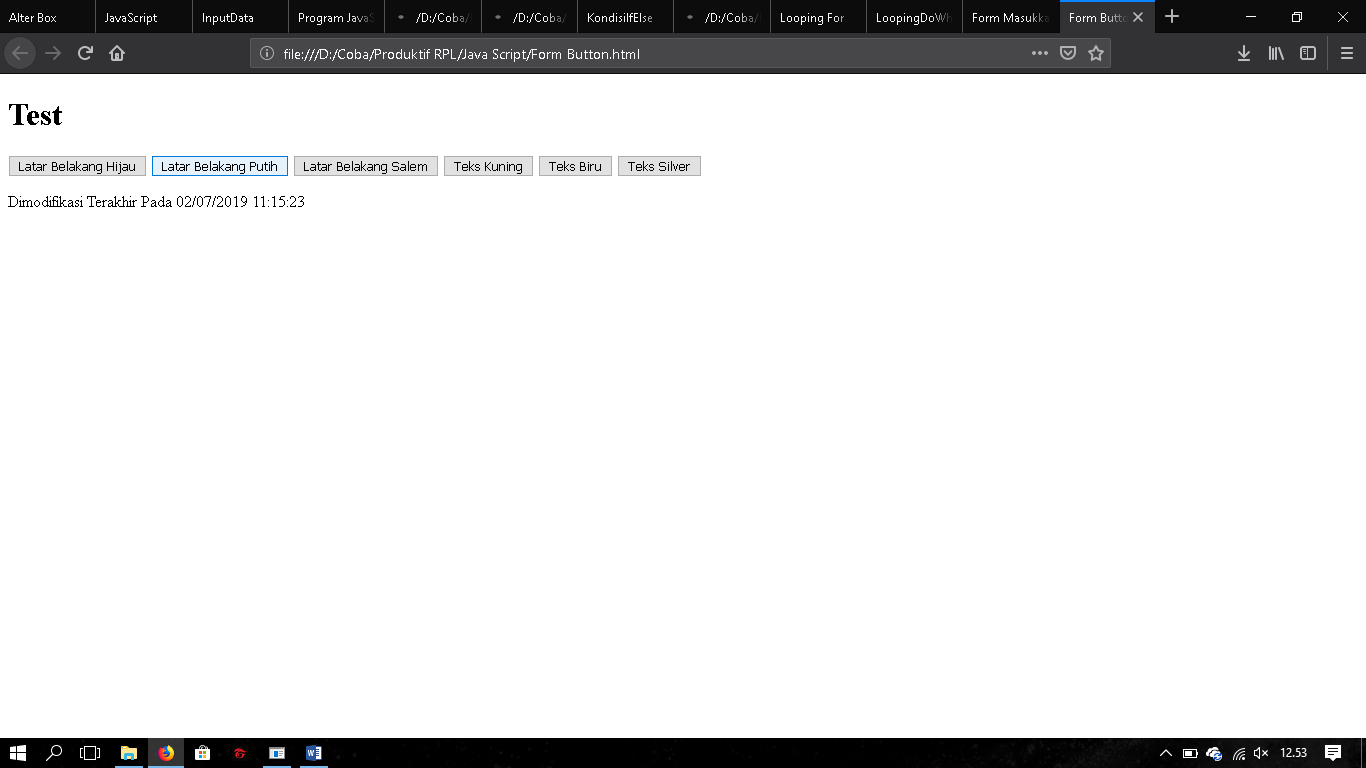 Alter Box
JavaScript
InputData
Program JavaS
/D:/Coba/
/D:/Coba/
KondisiIfElse
/D:/Coba/
Looping For
LoopingDoWh
Form Masukka
Form Butto
file:///D:/Coba/Produktif RPL/Java Script/Form Button.html
Test
Latar Belakang Hijau
Latar Belakang Putih
Latar Belakang Salem
Teks Kuning
Teks Biru
Teks Silver
Dimodifikasi Terakhir Pada 02/07/2019 11:15:23
12.53